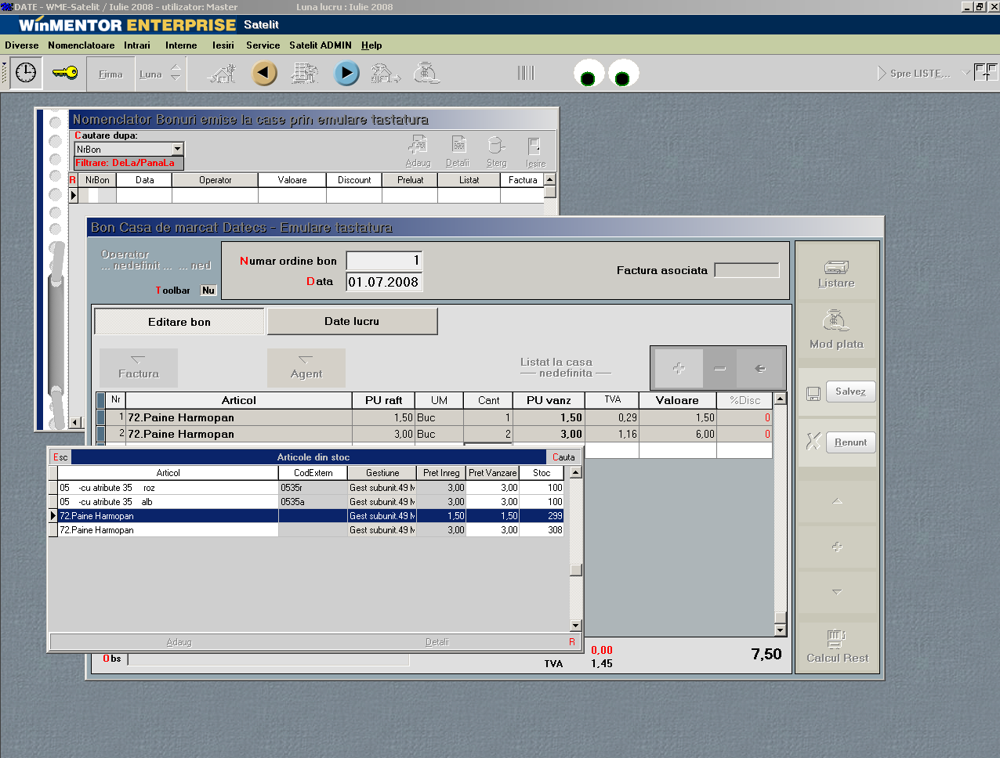 DATE - WME-Satelit / Iulie 2008 - utilizator: Master Luna lucru : Iulie 2008
WinMENTOR ENTERPRISE Satelit
Diverse Nomenclatoare Intrari Interne Iesiri Service Satelit ADMIN Help
Firma Luna Spre LISTE...
Nomenclator Bonuri emise la case prin emulare tastatura
Cautare dupa:
NrBon
Filtrare: DeLa/PanaLa
Adaug Detalii Sterg Iesire
R NrBon Data Operator Valoare Discount Preluat Listat Factura
Bon Casa de marcat Datecs - Emulare tastatura
Operator
... nedefinit ... ... ned
Toolbar Nu
Numar ordine bon 1
Data 01.07.2008
Factura asociata
Listare
Mod plata
Salvez
Renunt
Calcul Rest
Editare bon Date lucru
Factura Agent
Listat la casa
---- nedefinita ----
Nr Articol PU raft UM Cant PU vanz TVA Valoare %Disc
1 72.Paine Harmopan 1,50 Buc 1 1,50 0,29 1,50 0
2 72.Paine Harmopan 3,00 Buc 2 3,00 1,16 6,00 0
Esc Articole din stoc Cauta
Articol CodExtern Gestiune Pret Inreg Pret Vanzare Stoc
05 -cu atribute 35 roz 0535r Gest subunit.49 M 3,00 3,00 100
05 -cu atribute 35 alb 0535a Gest subunit.49 M 3,00 3,00 100
72.Paine Harmopan Gest subunit.49 M 1,50 1,50 299
72.Paine Harmopan Gest subunit.49 M 3,00 3,00 308
Adaug Detalii R
Obs
0,00
TVA 1,45
7,50